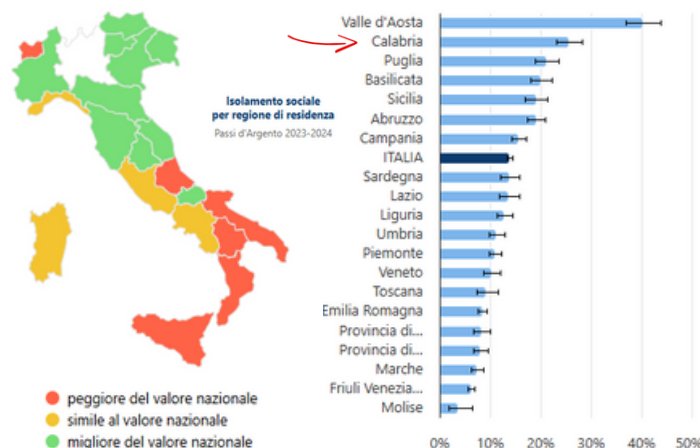 Isolamento sociale
per regione di residenza
Passi d'Argento 2023-2024
peggiore del valore nazionale
simile al valore nazionale
migliore del valore nazionale
Valle d'Aosta
Calabria
Puglia
Basilicata
Sicilia
Abruzzo
Campania
ITALIA
Sardegna
Lazio
Liguria
Umbria
Piemonte
Veneto
Toscana
Emilia Romagna
Provincia di...
Provincia di...
Marche
Friuli Venezia...
Molise
0% 10% 20% 30% 40% 50%